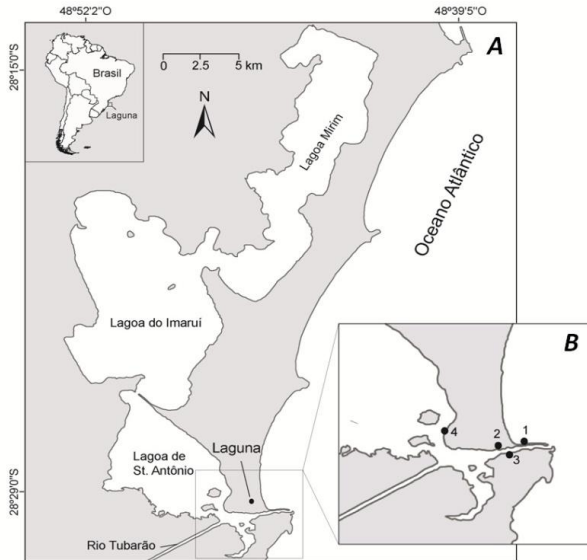 48°52'2"O
48°39'5"O
28°15'0"S
A
0 2.5 5 km
Brasil
Laguna
N
Lagoa Mirim
Oceano Atlântico
Lagoa do Imaruí
B
1
2
4
3
Lagoa de
St. Antônio
Laguna
28°29'0"S
Rio Tubarão